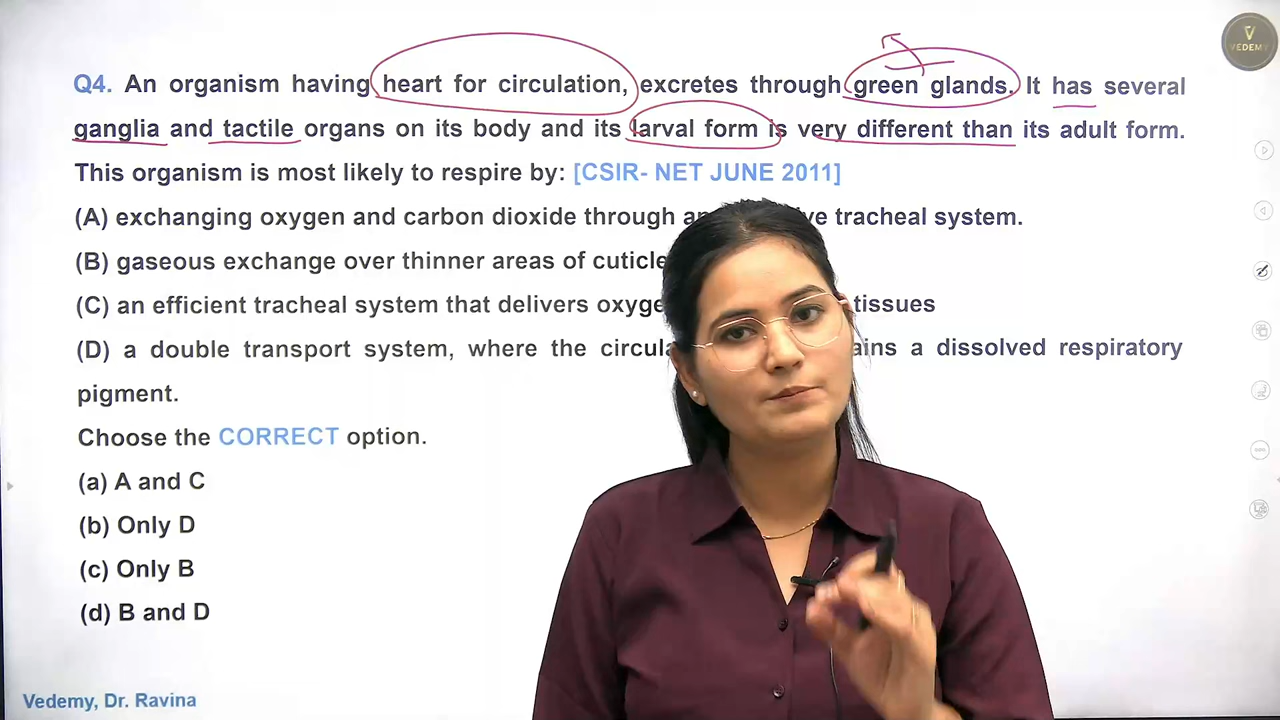 VEDEMY
Q4. An organism having heart for circulation, excretes through green glands. It has several
ganglia and tactile organs on its body and its larval form is very different than its adult form.
This organism is most likely to respire by: [CSIR- NET JUNE 2011]
(A) exchanging oxygen and carbon dioxide through tracheal system.
(B) gaseous exchange over thinner areas of cuticle
(C) an efficient tracheal system that delivers tissues
(D) a double transport system, where the a dissolved respiratory
pigment.
Choose the CORRECT option.
(a) A and C
(b) Only D
(c) Only B
(d) B and D
Vedemy, Dr. Ravina